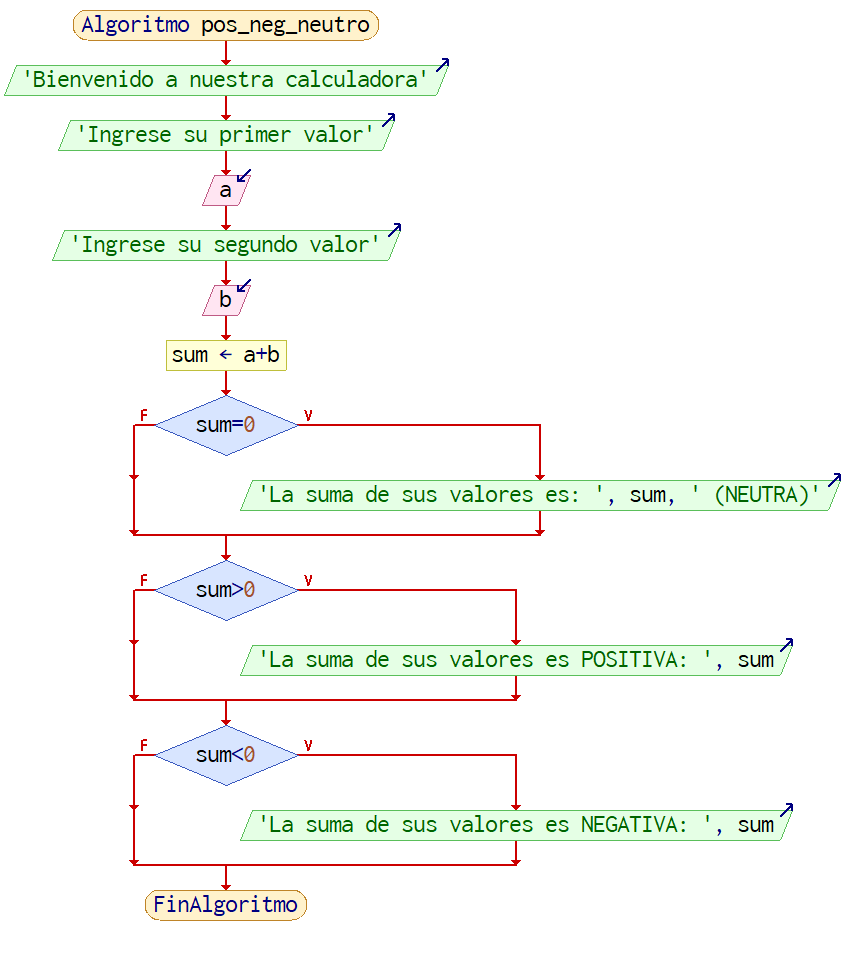 Algoritmo pos_neg_neutro
'Bienvenido a nuestra calculadora'
'Ingrese su primer valor'
a
'Ingrese su segundo valor'
b
sum ← a+b
F sum=0 V
'La suma de sus valores es: ', sum, ' (NEUTRA)'
F sum>0 V
'La suma de sus valores es POSITIVA: ', sum
F sum<0 V
'La suma de sus valores es NEGATIVA: ', sum
FinAlgoritmo